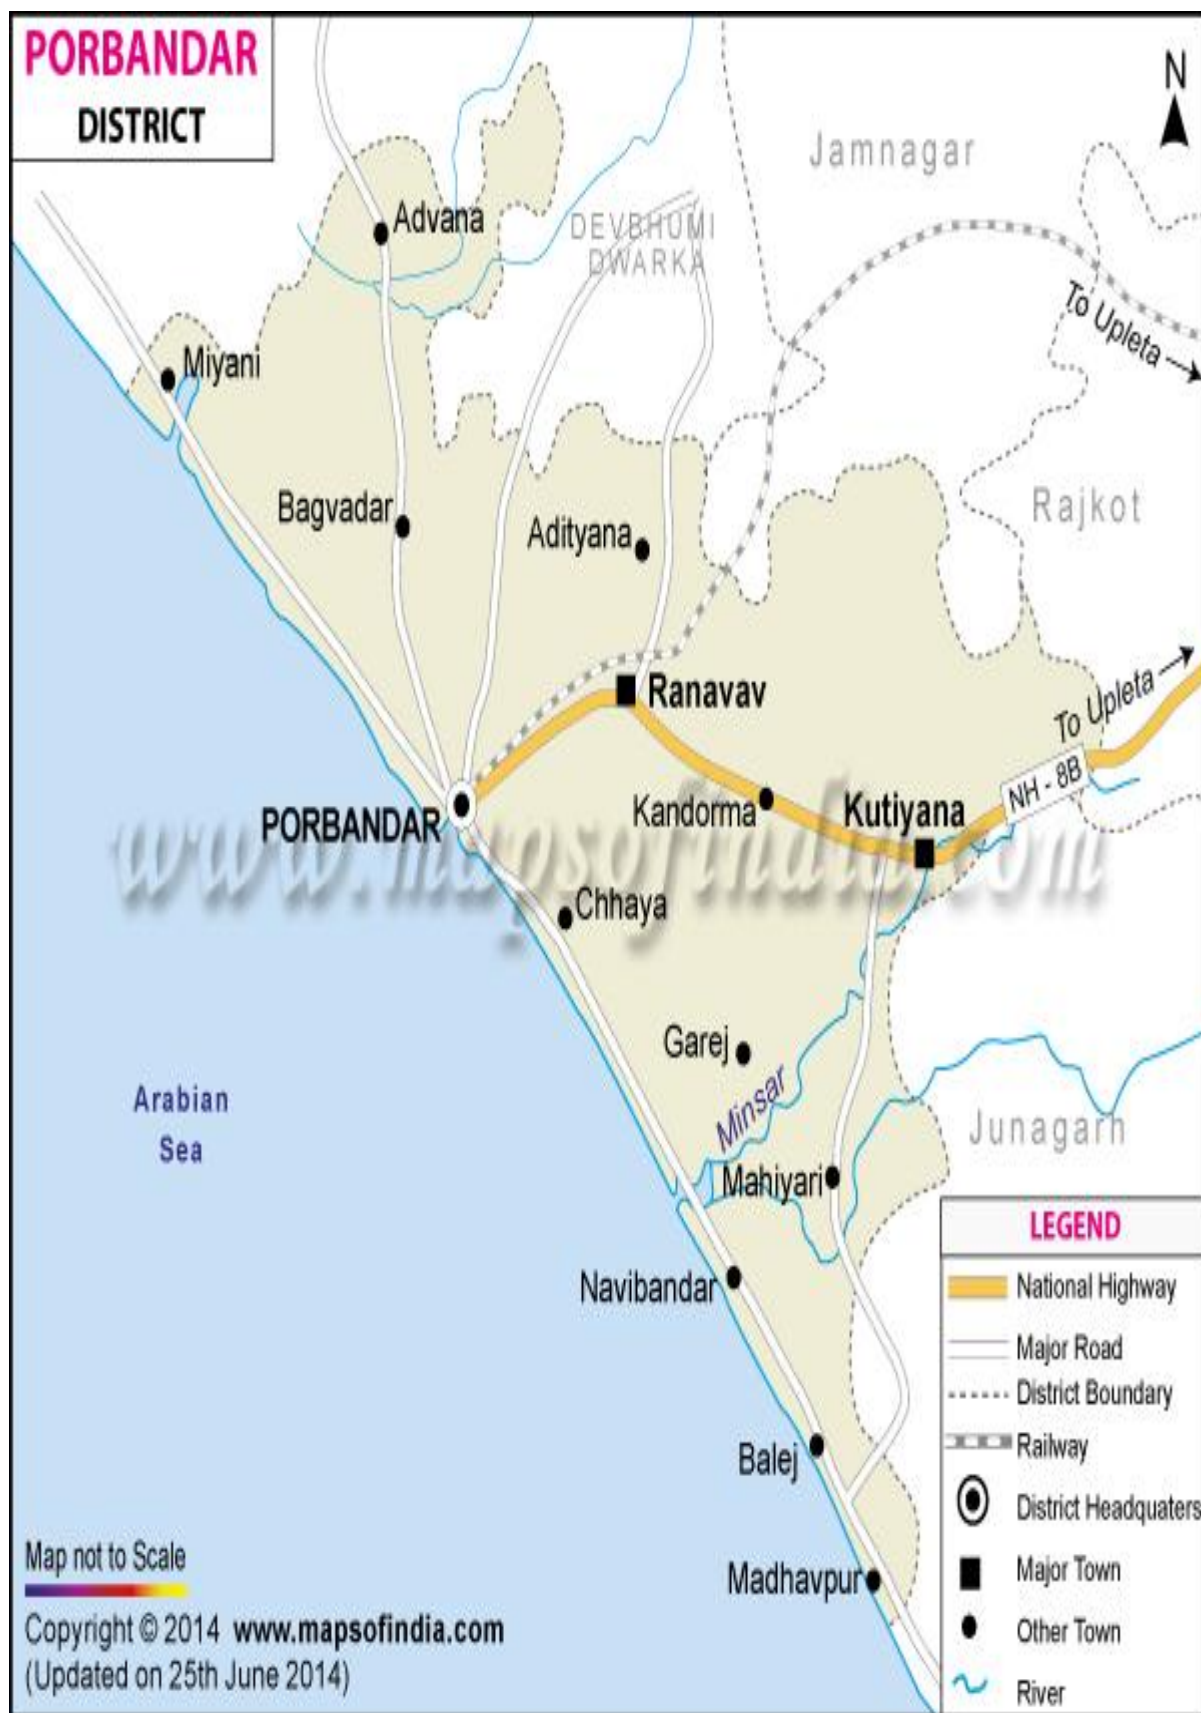 PORBANDAR
DISTRICT
N
Jamnagar
Advana
DEVBHUMI
DWARKA
To Upleta
Miyani
Rajkot
Bagvadar
Adityana
To Upleta
Ranavav
NH - 8B
Kandorma
Kutiyana
PORBANDAR
www.mapsofindia.com
Chhaya
Garej
Minsar
Arabian
Sea
Junagarh
Mahiyari
Navibandar
Balej
Madhavpur
LEGEND
National Highway
Major Road
District Boundary
Railway
District Headquaters
Major Town
Other Town
River
Map not to Scale
Copyright © 2014 www.mapsofindia.com
(Updated on 25th June 2014)